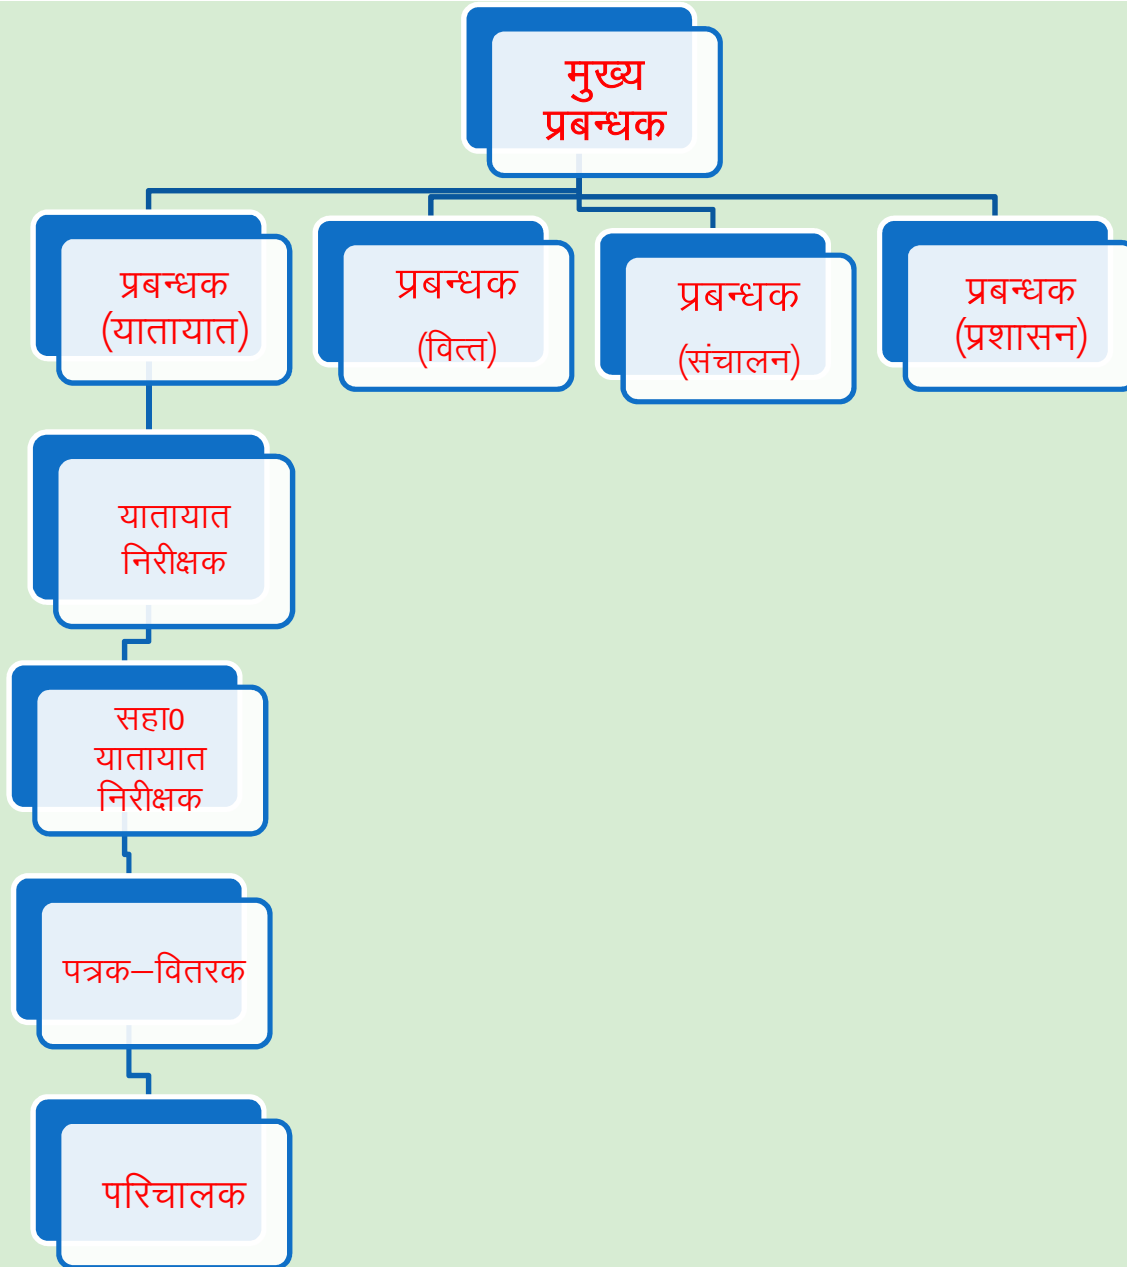 मुख्य
प्रबन्धक
प्रबन्धक
(यातायात)
प्रबन्धक
(वित्त)
प्रबन्धक
(संचालन)
प्रबन्धक
(प्रशासन)
यातायात
निरीक्षक
सहा0
यातायात
निरीक्षक
पत्रक–वितरक
परिचालक